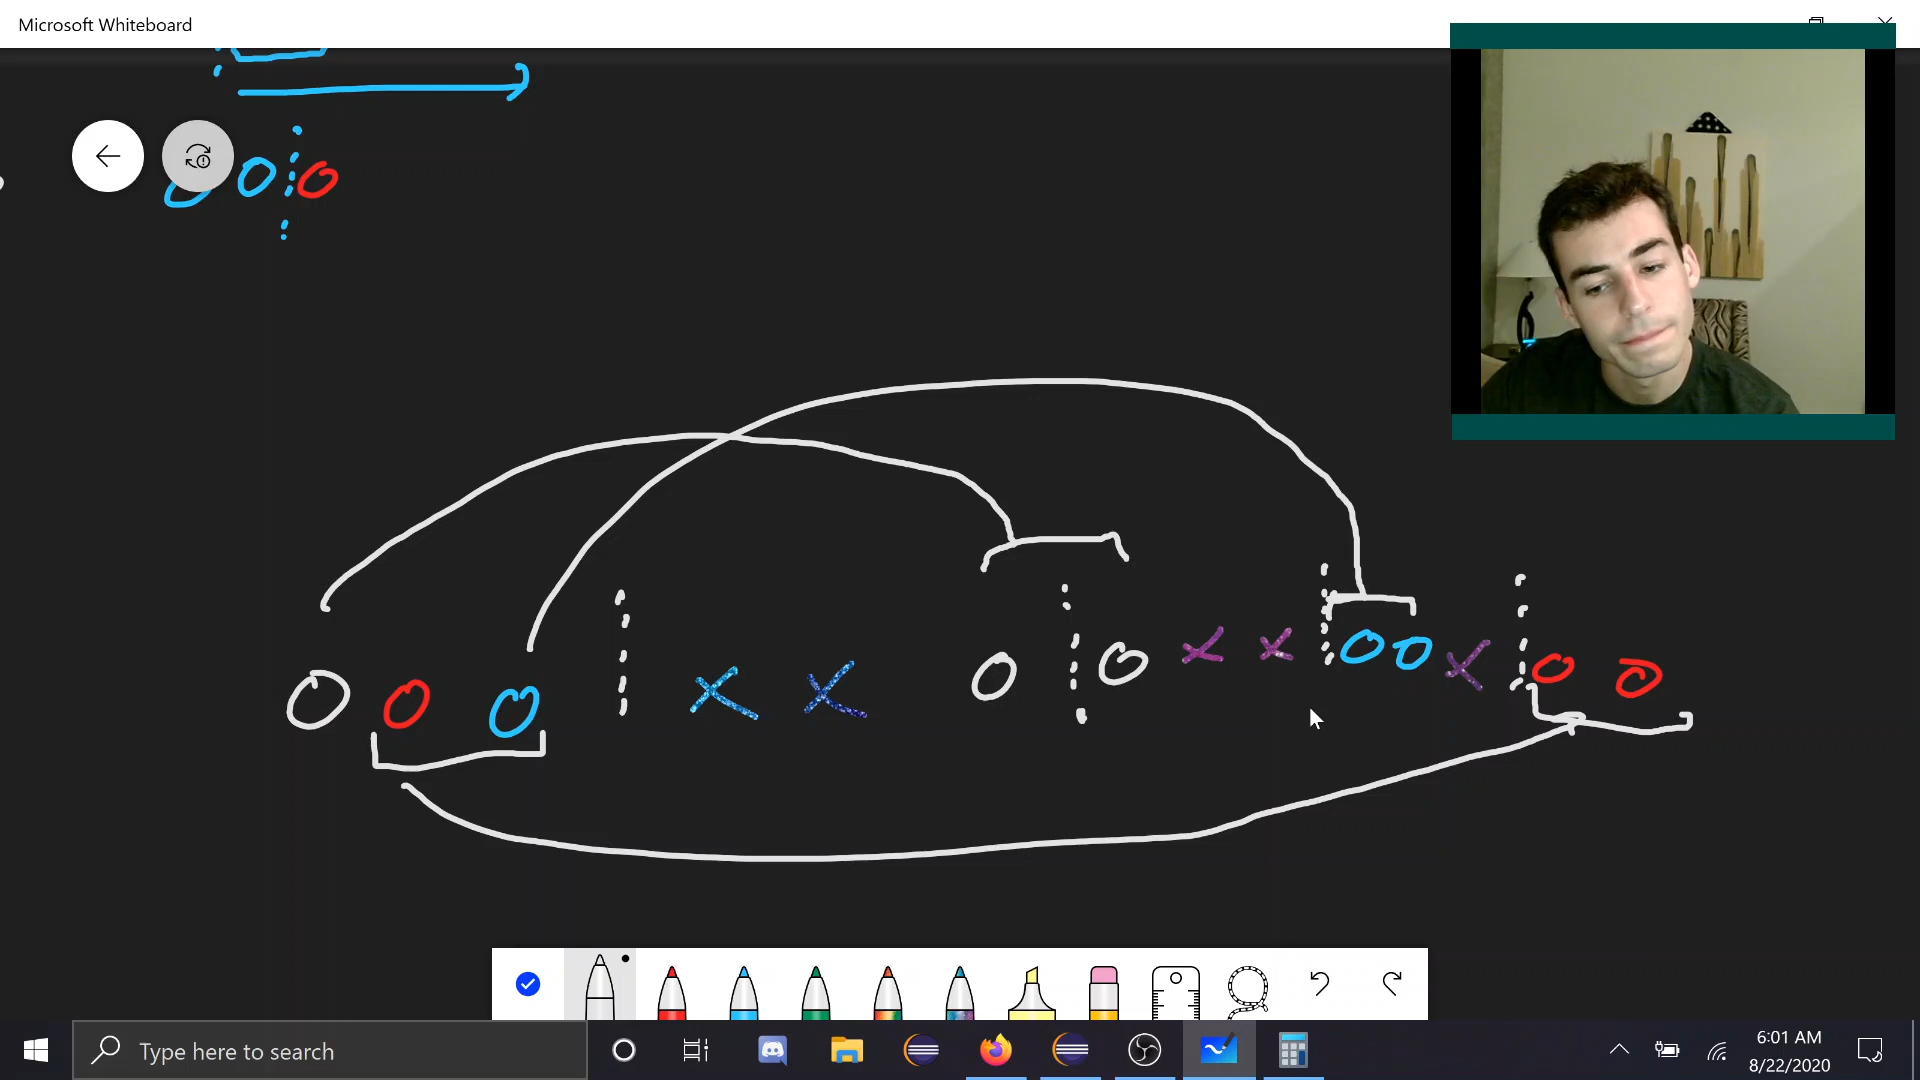 Microsoft Whiteboard
O O O
O O O X X O O X X O O X O O
Type here to search
6:01 AM
8/22/2020